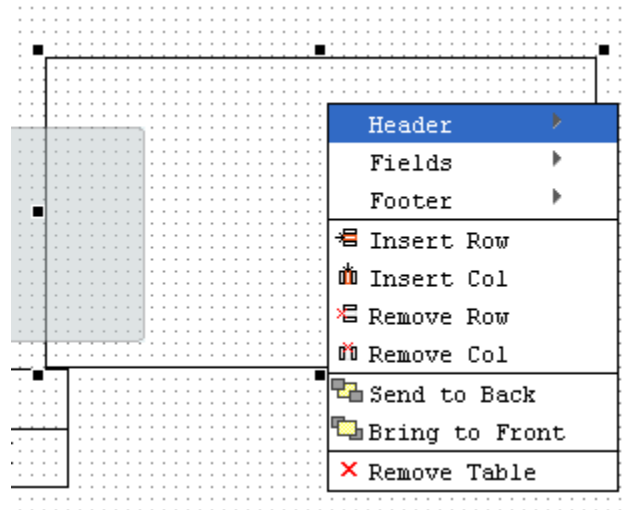 Header
Fields
Footer
Insert Row
Insert Col
Remove Row
Remove Col
Send to Back
Bring to Front
Remove Table